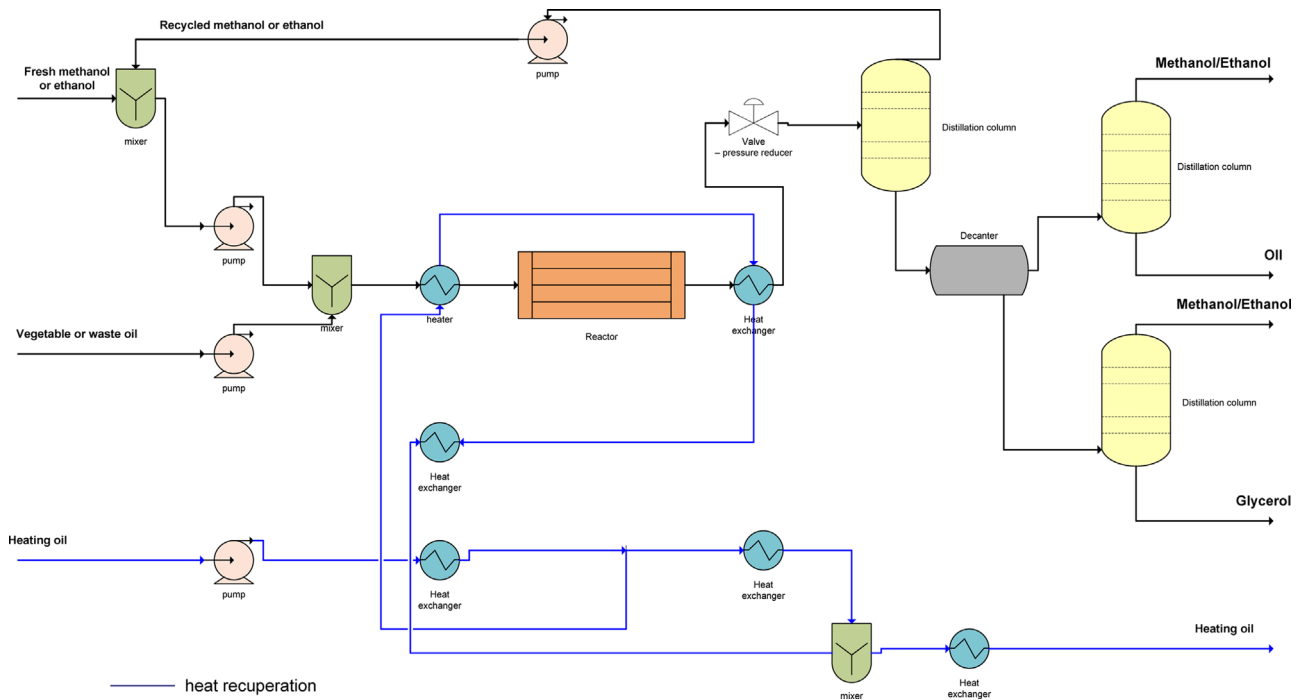 Recycled methanol or ethanol
pump
Fresh methanol
or ethanol
mixer
Valve
– pressure reducer
Distillation column
Methanol/Ethanol
Distillation column
pump
Decanter
OIl
mixer
heater
Reactor
Heat
exchanger
Vegetable or waste oil
pump
Methanol/Ethanol
Distillation column
Heat
exchanger
Glycerol
Heating oil
pump
Heat
exchanger
Heat
exchanger
Heating oil
mixer
Heat
exchanger
heat recuperation